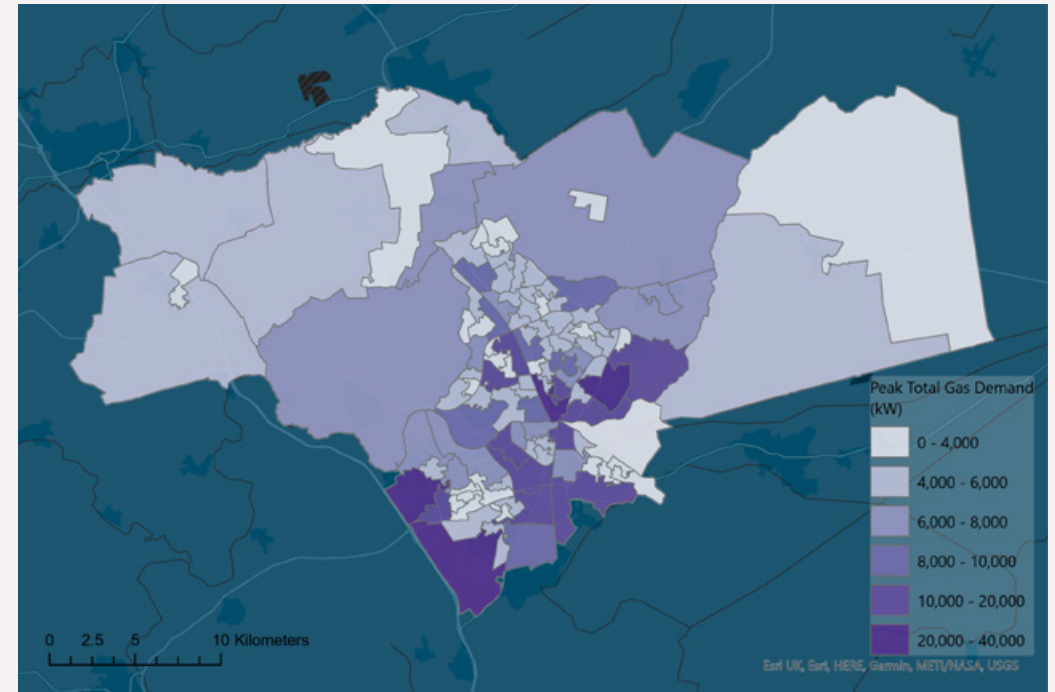 Peak Total Gas Demand
(kW)
0 - 4,000
4,000 - 6,000
6,000 - 8,000
8,000 - 10,000
10,000 - 20,000
20,000 - 40,000
0 2.5 5 10 Kilometers
Esri UK, Esri, HERE, Garmin, METI/NASA, USGS